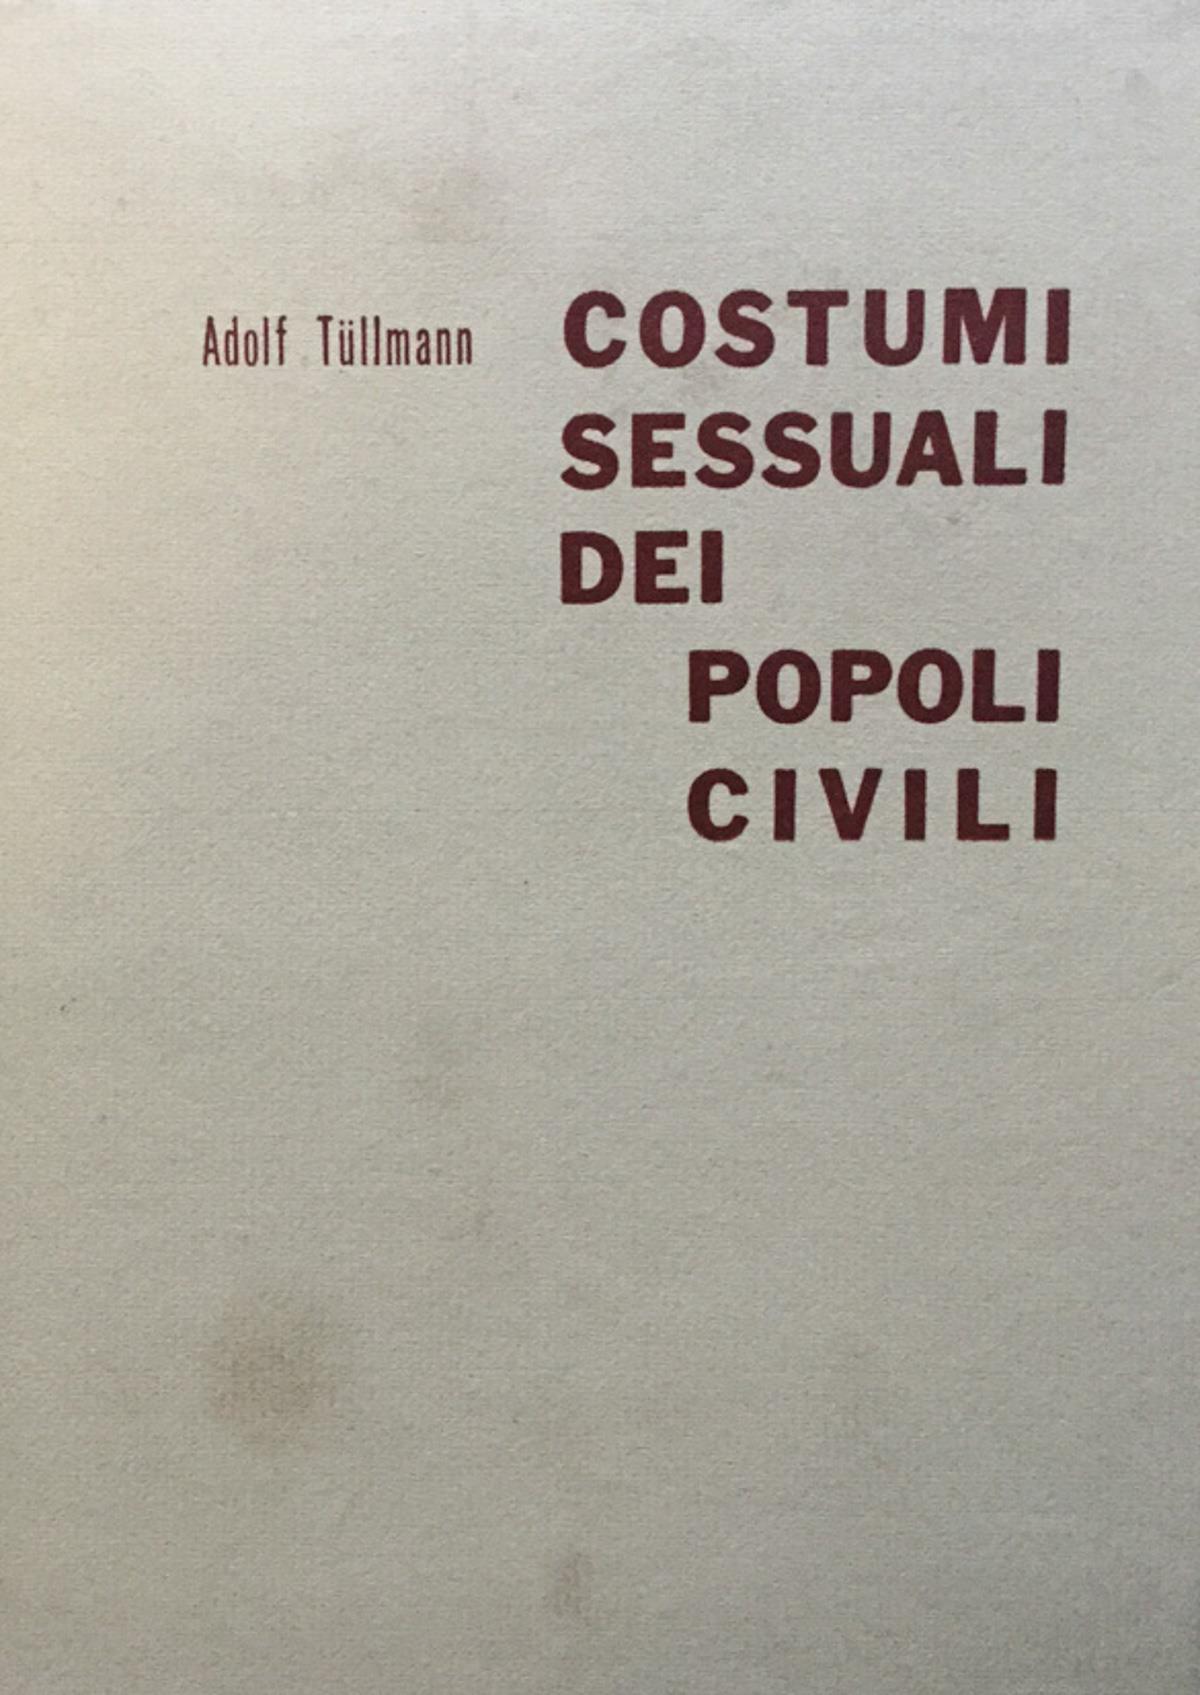 Adolf Tüllmann
COSTUMI
SESSUALI
DEI
POPOLI
CIVILI